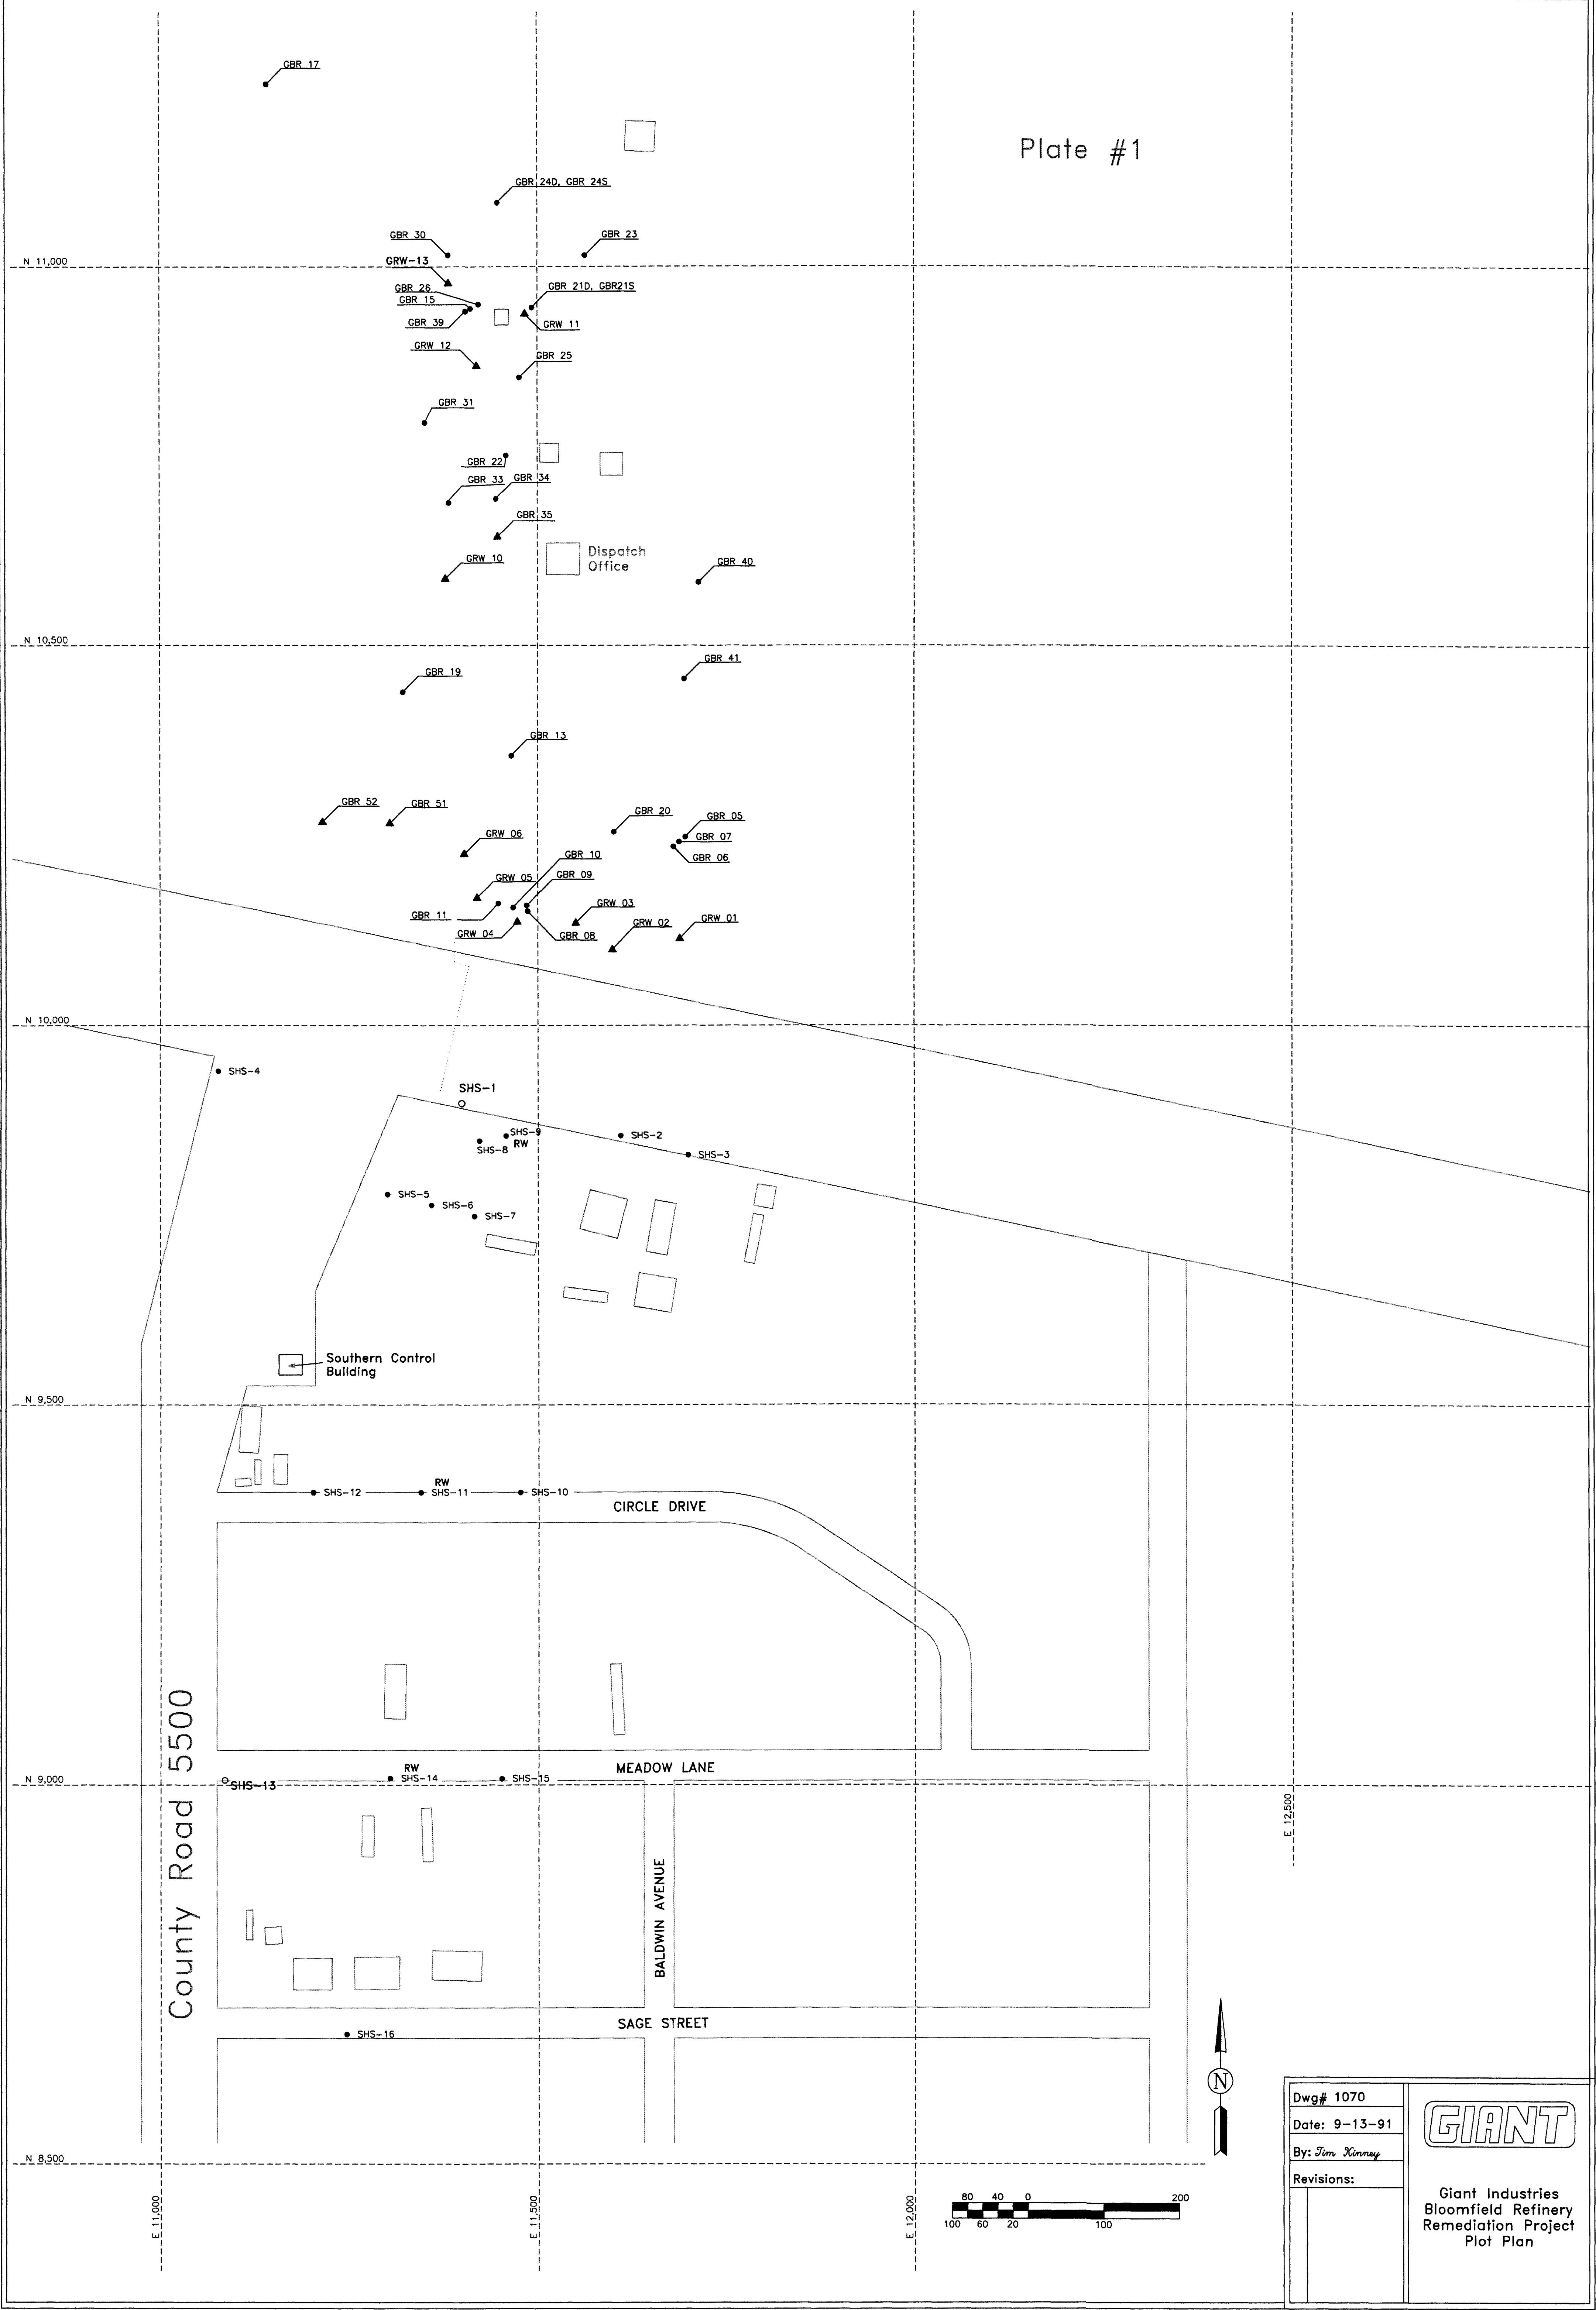 GBR 17
Plate #1
GBR 24D, GBR 24S
GBR 30
GBR 23
GRW-13
N 11,000
GBR 26
GBR 21D, GBR21S
GBR 15
GBR 39
GRW 11
GRW 12
GBR 25
GBR 31
GBR 22
GBR 33
GBR 34
GBR 35
GRW 10
Dispatch
Office
GBR 40
N 10,500
GBR 41
GBR 19
GBR 13
GBR 52
GBR 51
GBR 20
GBR 05
GRW 06
GBR 07
GBR 10
GBR 06
GRW 05
GBR 09
GBR 11
GRW 03
GRW 02
GRW 01
GRW 04
GBR 08
N 10,000
SHS-4
SHS-1
SHS-9
RW
SHS-8
SHS-2
SHS-3
SHS-5
SHS-6
SHS-7
Southern Control
Building
N 9,500
RW
SHS-12
SHS-11
SHS-10
CIRCLE DRIVE
County Road 5500
MEADOW LANE
RW
N 9,000
SHS-13
SHS-14
SHS-15
E 12,500
BALDWIN AVENUE
SAGE STREET
SHS-16
N
N 8,500
E 11,000
E 11,500
E 12,000
80 40 0 200
100 60 20 100
Dwg# 1070
Date: 9-13-91
By: Tim Kinney
Revisions:
GIANT
Giant Industries
Bloomfield Refinery
Remediation Project
Plot Plan